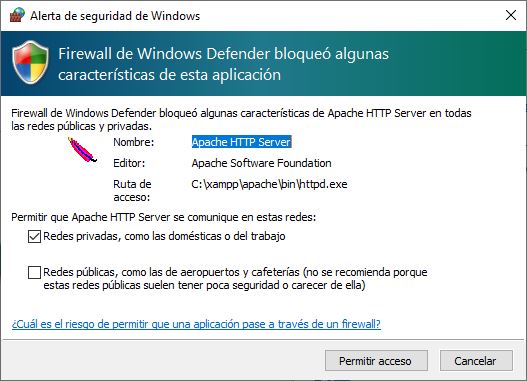 Alerta de seguridad de Windows
Firewall de Windows Defender bloqueó algunas
características de esta aplicación
Firewall de Windows Defender bloqueó algunas características de Apache HTTP Server en todas
las redes públicas y privadas.
Nombre: Apache HTTP Server
Editor: Apache Software Foundation
Ruta de C:\xampp\apache\bin\httpd.exe
acceso:
Permitir que Apache HTTP Server se comunique en estas redes:
Redes privadas, como las domésticas o del trabajo
Redes públicas, como las de aeropuertos y cafeterías (no se recomienda porque
estas redes públicas suelen tener poca seguridad o carecer de ella)
¿Cuál es el riesgo de permitir que una aplicación pase a través de un firewall?
Permitir acceso Cancelar